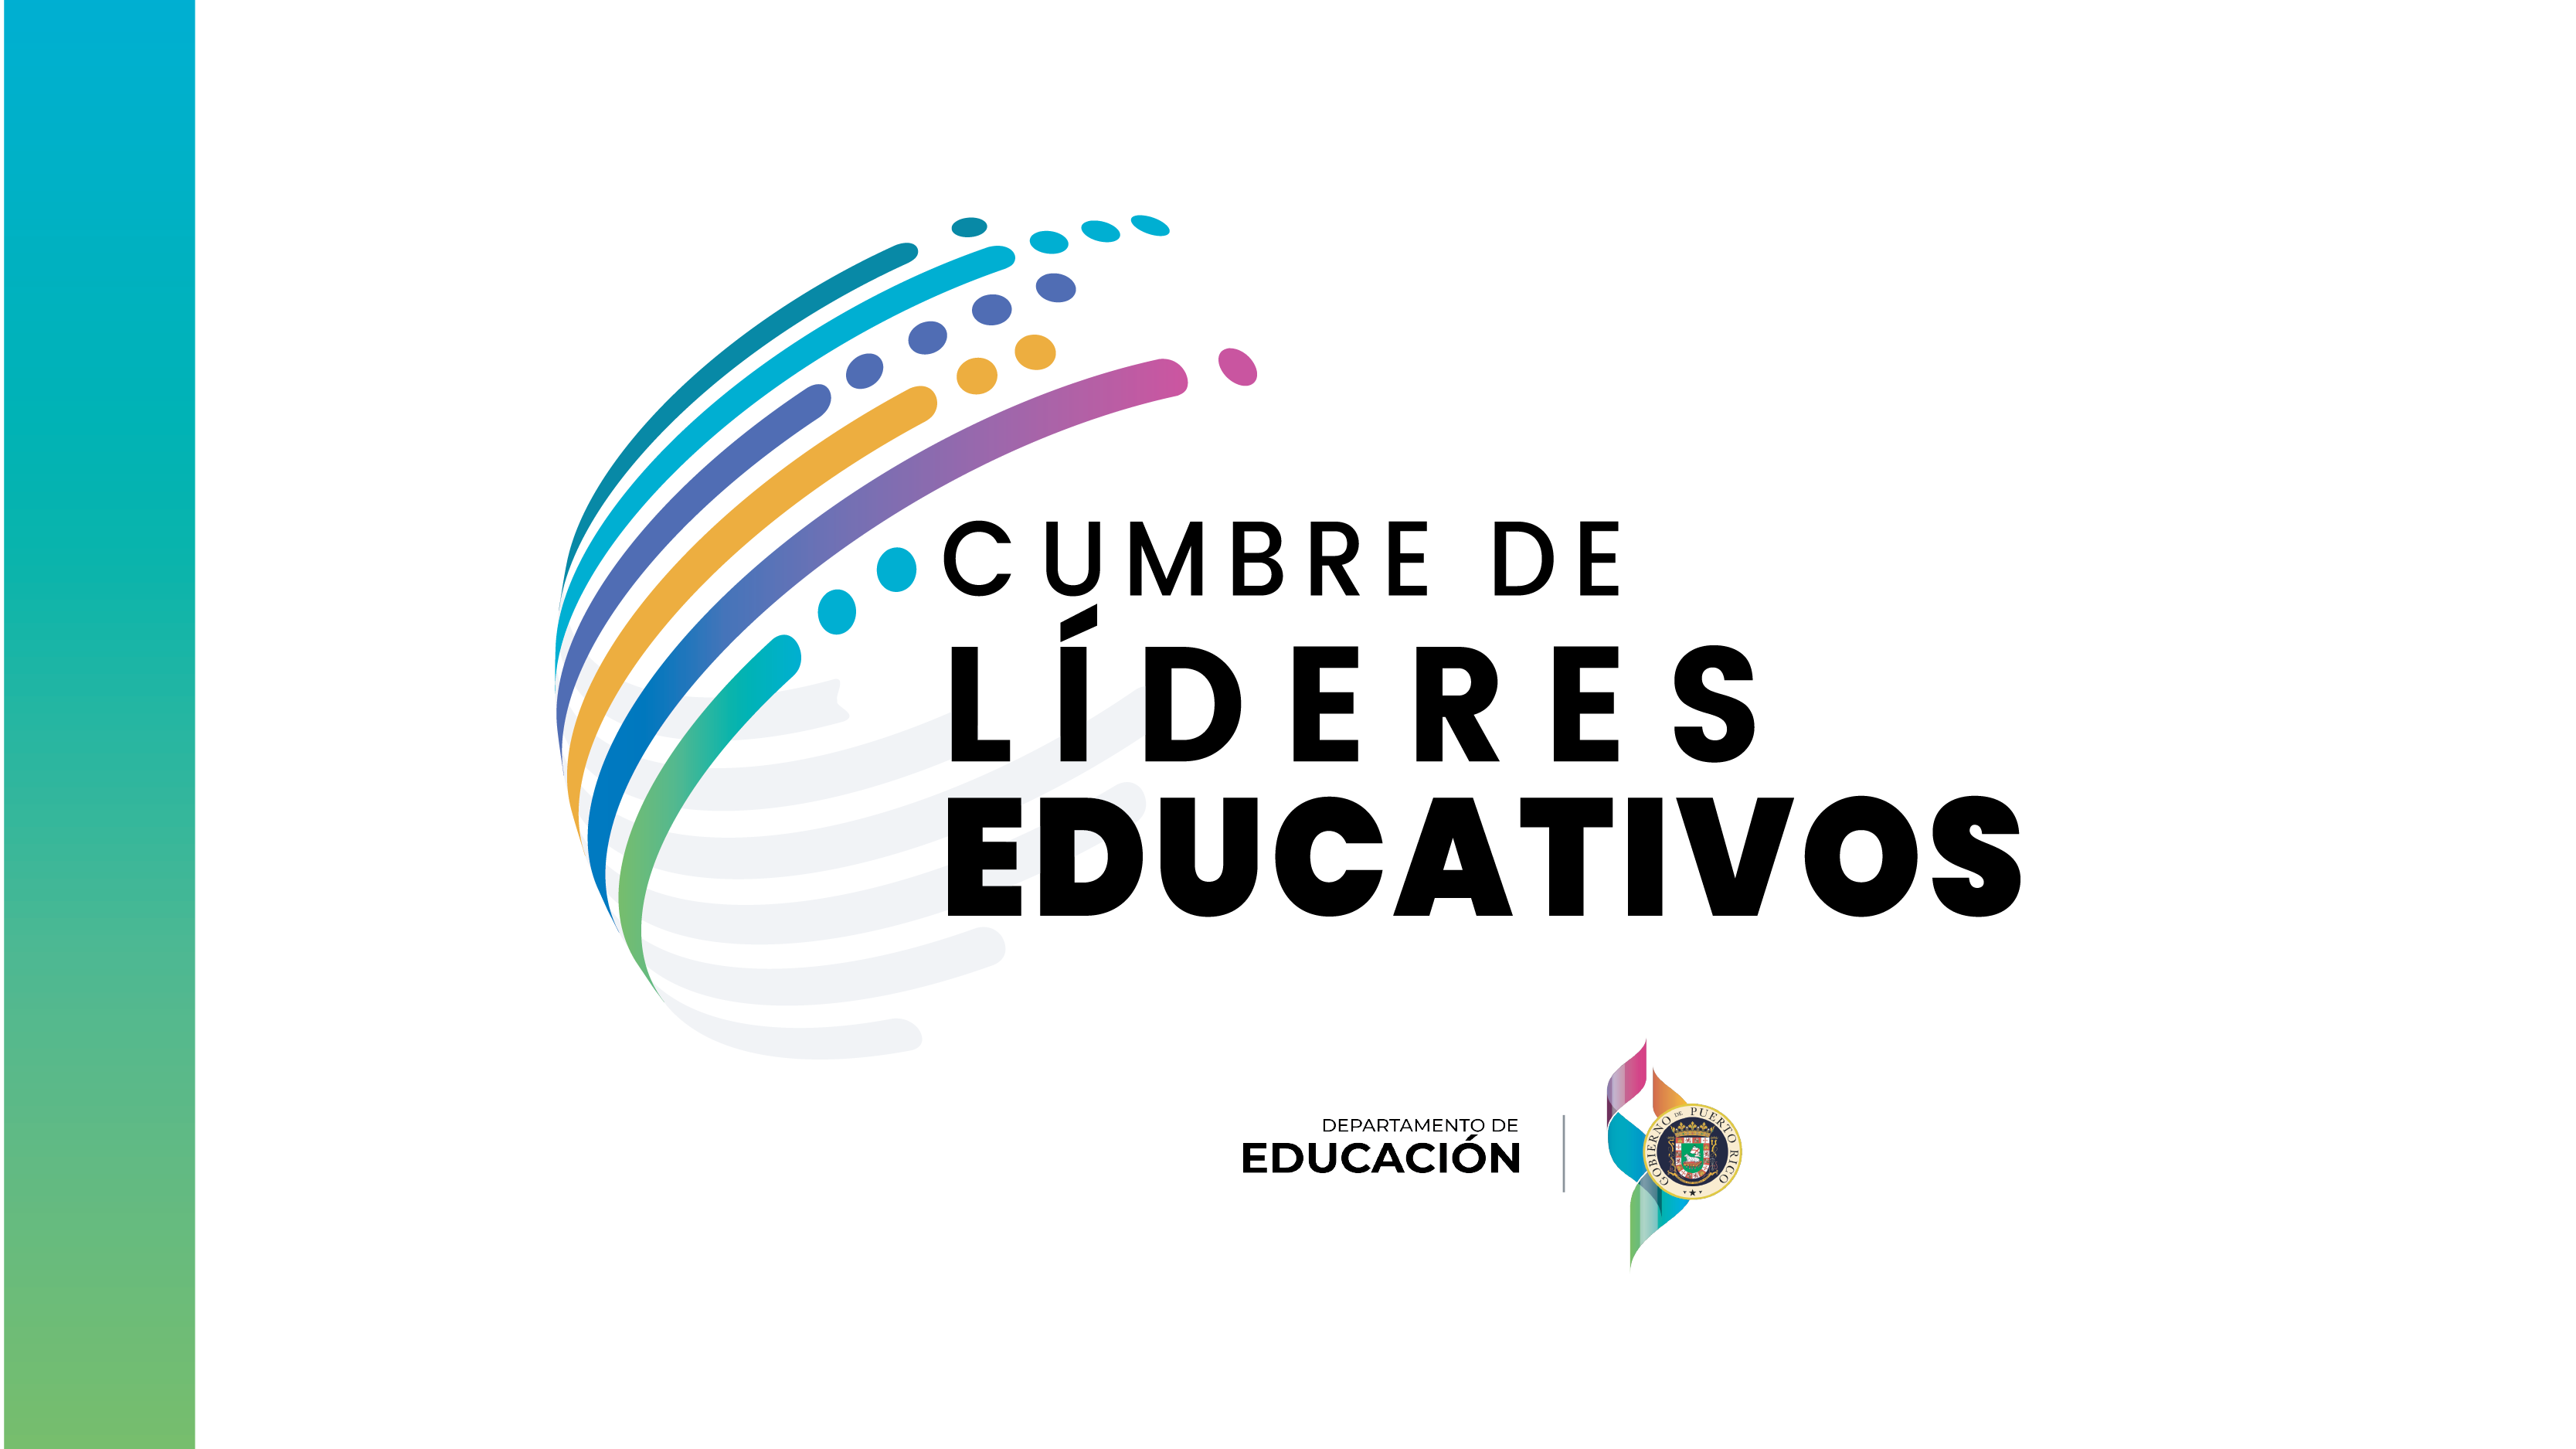 CUMBRE DE
LÍDERES
EDUCATIVOS
DEPARTAMENTO DE
EDUCACIÓN
GOBIERNO DE PUERTO RICO